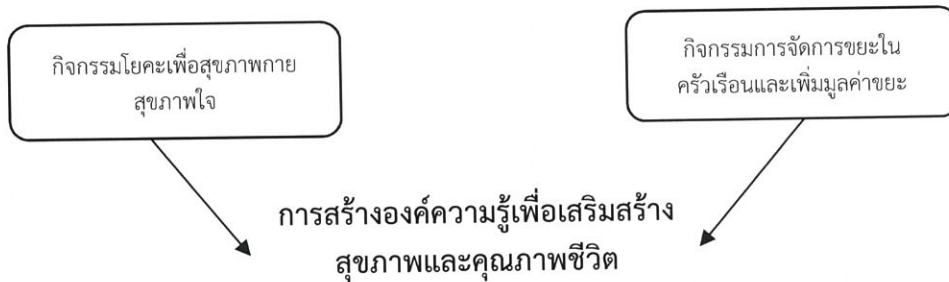 กิจกรรมโยคะเพื่อสุขภาพกาย
สุขภาพใจ
กิจกรรมการจัดการขยะใน
ครัวเรือนและเพิ่มมูลค่าขยะ
การสร้างองค์ความรู้เพื่อเสริมสร้าง
สุขภาพและคุณภาพชีวิต